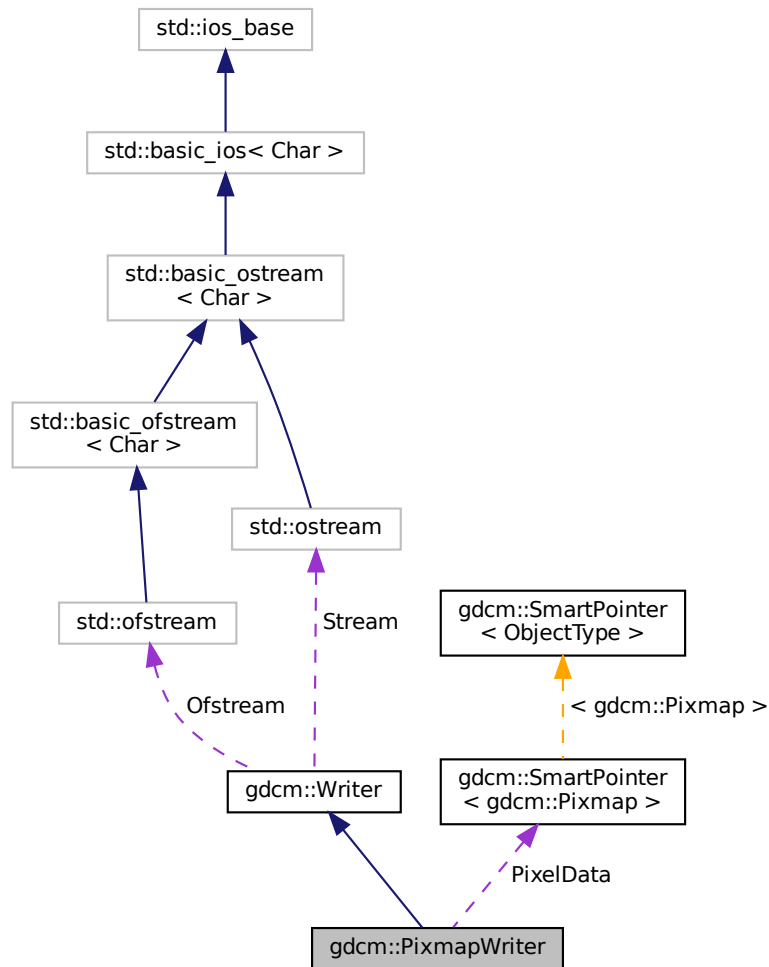 std::ios_base
std::basic_ios< Char >
std::basic_ostream
< Char >
std::basic_ofstream
< Char >
std::ostream
std::ofstream
Stream
gdcm::SmartPointer
< ObjectType >
Ofstream
< gdcm::Pixmap >
gdcm::Writer
gdcm::SmartPointer
< gdcm::Pixmap >
PixelData
gdcm::PixmapWriter